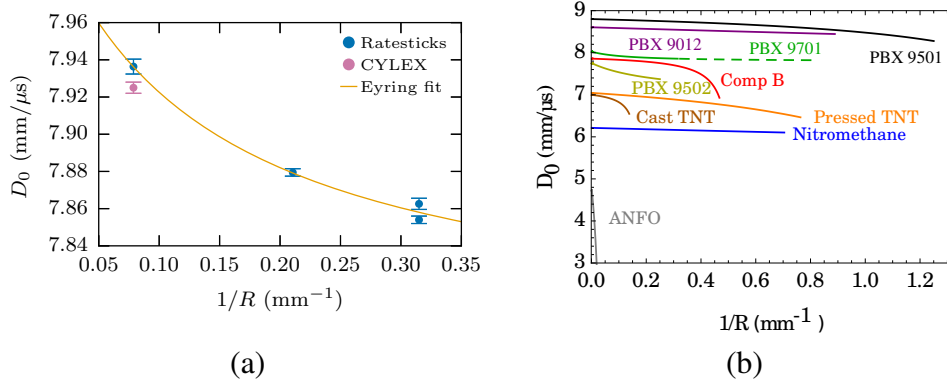 7.96
7.94
7.92
7.90
7.88
7.86
7.84
D₀ (mm/μs)
Ratesticks
CYLEX
Eyring fit
0.05 0.10 0.15 0.20 0.25 0.30 0.35
1/R (mm⁻¹)
(a)
9
8
7
6
5
4
3
D₀ (mm/μs)
PBX 9012
PBX 9701
PBX 9501
Comp B
PBX 9502
Cast TNT
Pressed TNT
Nitromethane
ANFO
0.0 0.2 0.4 0.6 0.8 1.0 1.2
1/R (mm⁻¹)
(b)